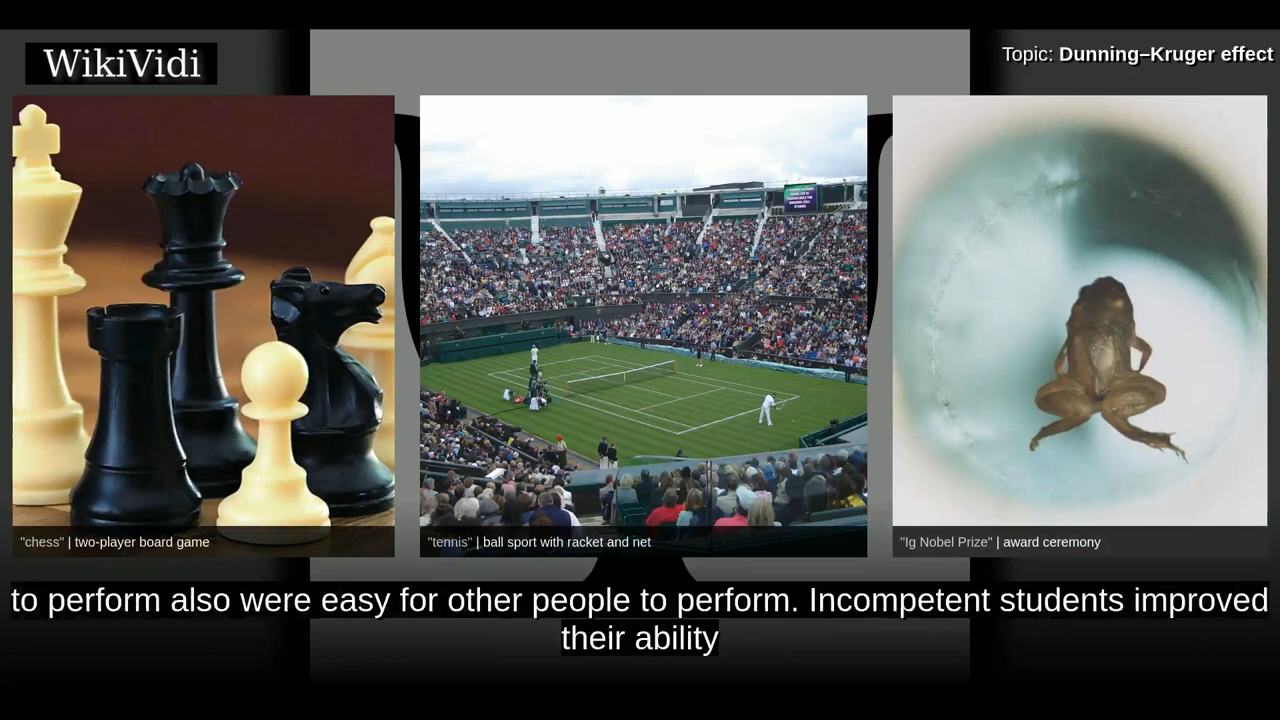 WikiVidi
Topic: Dunning–Kruger effect
"chess" | two-player board game
"tennis" | ball sport with racket and net
"Ig Nobel Prize" | award ceremony
to perform also were easy for other people to perform. Incompetent students improved
their ability